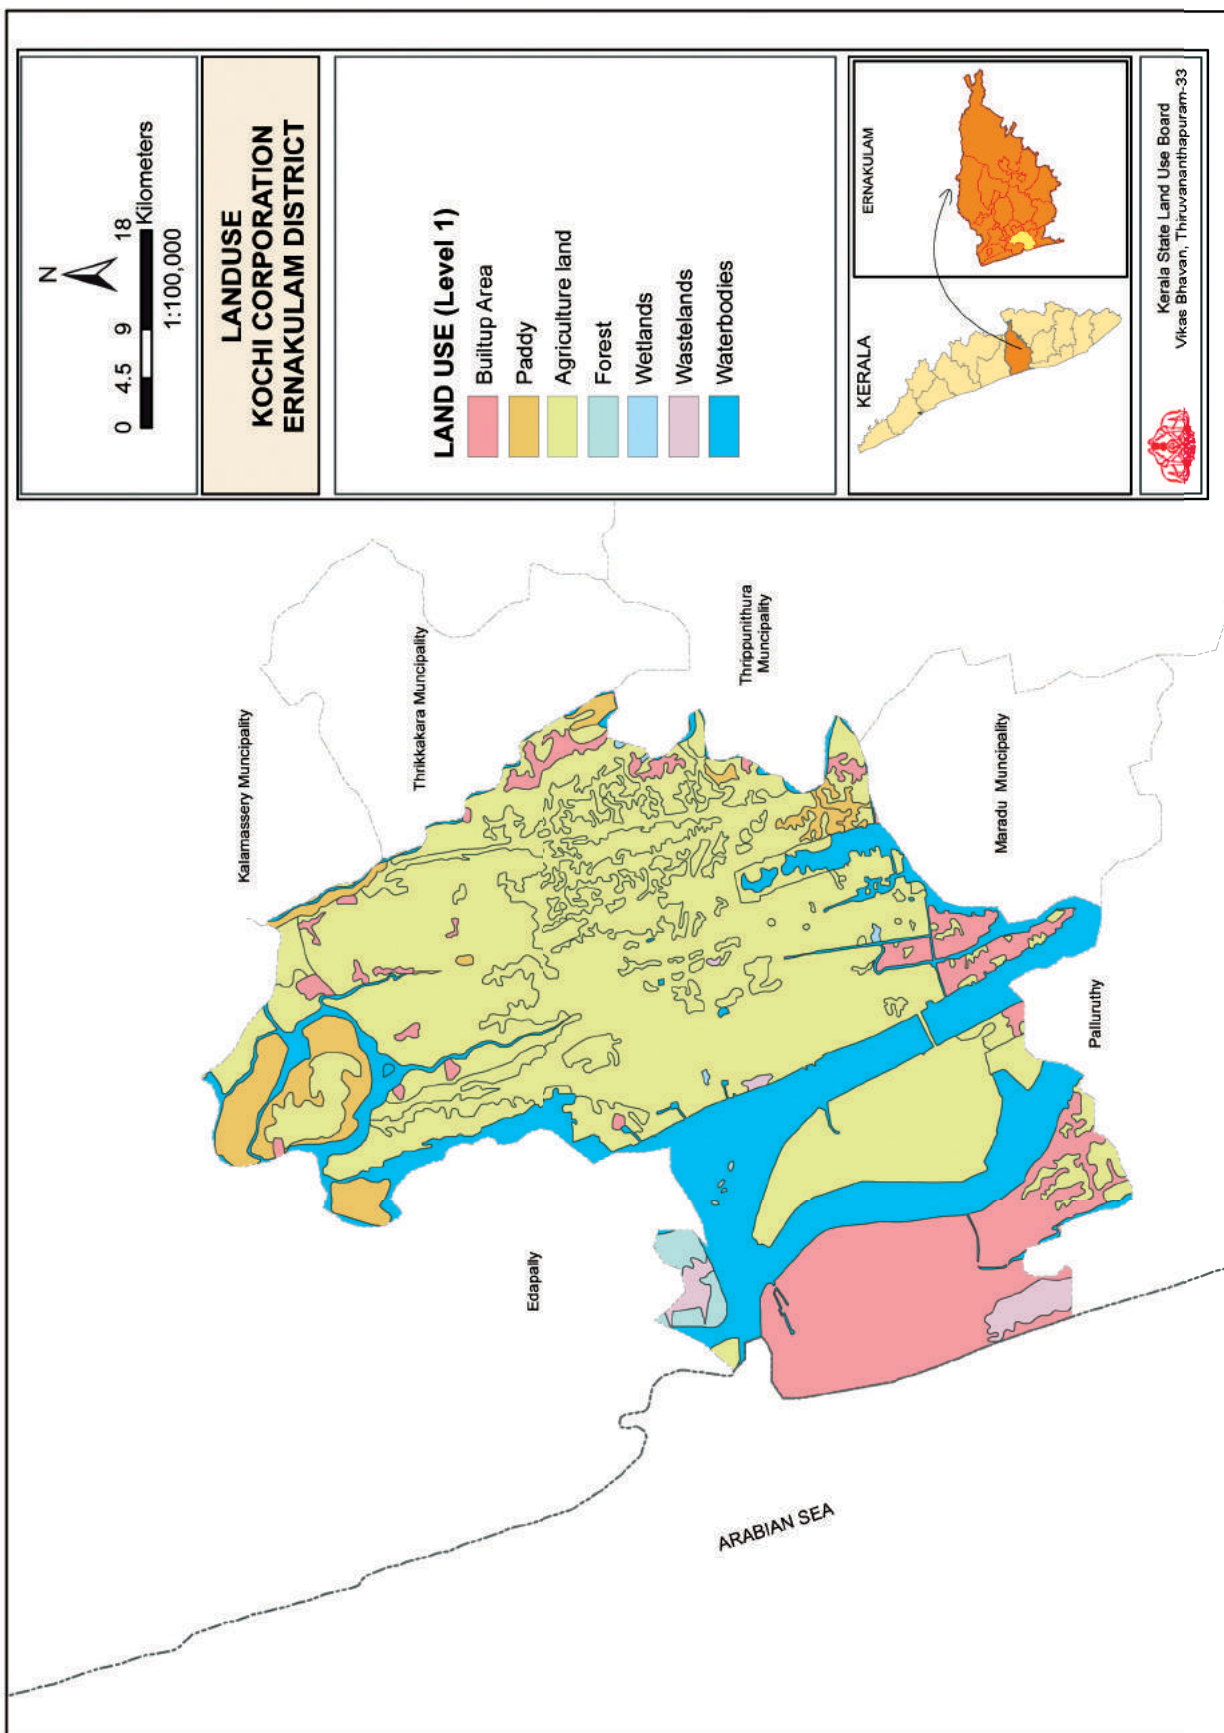 N
0 4.5 9 18
Kilometers
1:100,000
LANDUSE
KOCHI CORPORATION
ERNAKULAM DISTRICT
LAND USE (Level 1)
Builtup Area
Paddy
Agriculture land
Forest
Wetlands
Wastelands
Waterbodies
KERALA
ERNAKULAM
Kerala State Land Use Board
Vikas Bhavan, Thiruvananthapuram-33
Kalamassery Muncipality
Thrikkakara Muncipality
Thrippunithura
Muncipality
Maradu Muncipality
Palluruthy
Edapally
ARABIAN SEA